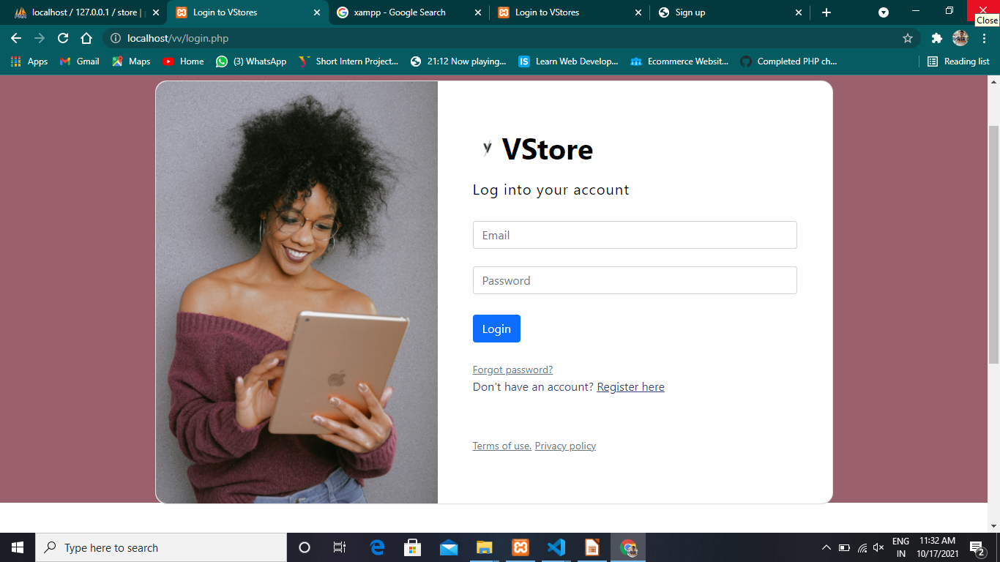 localhost / 127.0.0.1 / store |
Login to VStores
xampp - Google Search
Login to VStores
Sign up
Close
localhost/vv/login.php
Apps
Gmail
Maps
Home
(3) WhatsApp
Short Intern Project...
21:12 Now playing...
IS
Learn Web Develop...
Ecommerce Websit...
Completed PHP ch...
Reading list
VStore
Log into your account
Email
Password
Login
Forgot password?
Don't have an account? Register here
Terms of use. Privacy policy
Type here to search
ENG
IN
11:32 AM
10/17/2021
2